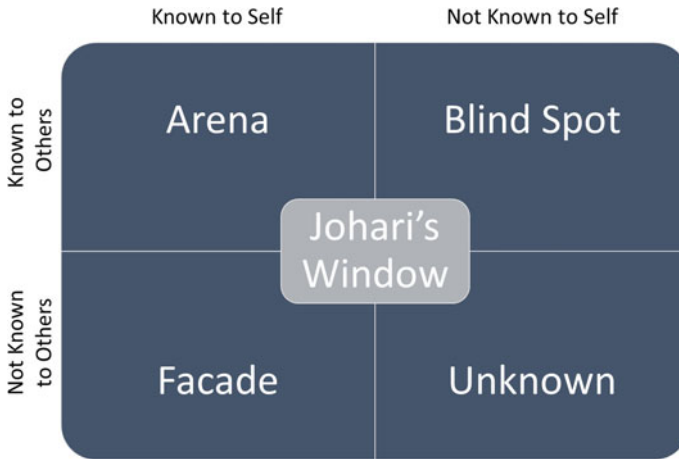 Known to Self
Not Known to Self
Known to
Others
Arena
Blind Spot
Johari’s
Window
Not Known
to Others
Facade
Unknown